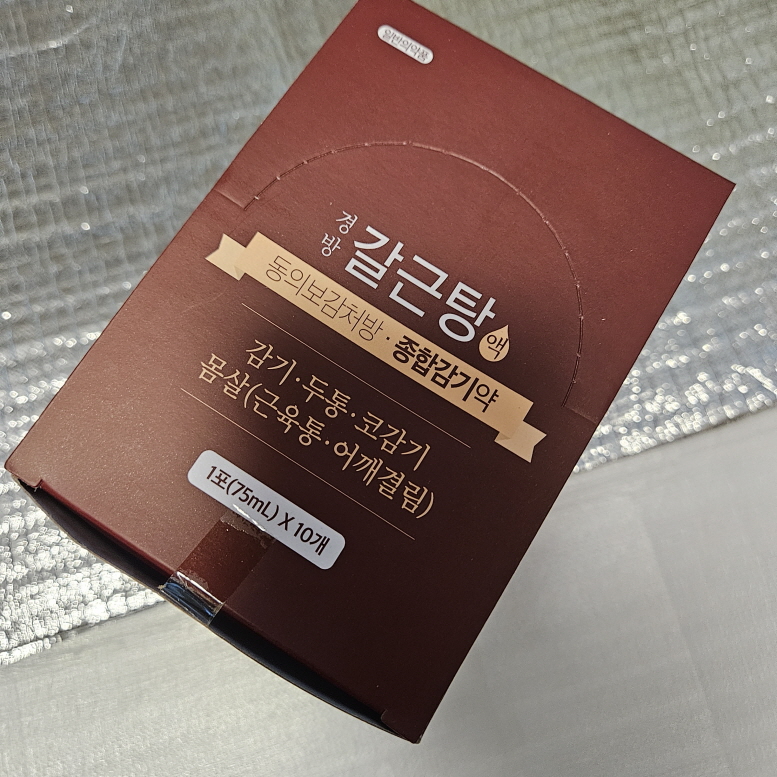 일반의약품
경방 갈근탕액
동의보감처방·종합감기약
감기·두통·코감기
몸살(근육통·어깨결림)
1포(75mL) X 10개